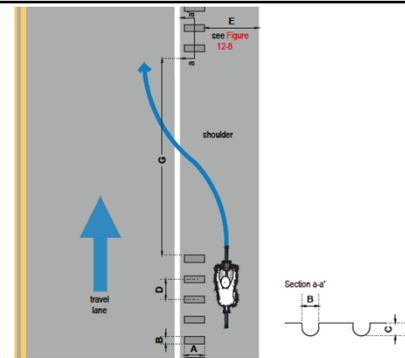 a'
E
see Figure
12-8
a
shoulder
G
D
travel
lane
B
A
Section a-a'
B
C